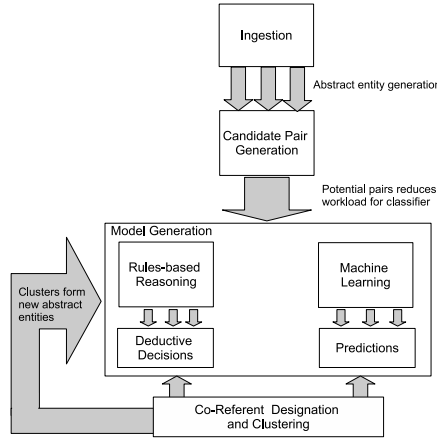 Ingestion
Abstract entity generation
Candidate Pair
Generation
Potential pairs reduces
workload for classifier
Model Generation
Rules-based
Reasoning
Machine
Learning
Clusters form
new abstract
entities
Deductive
Decisions
Predictions
Co-Referent Designation
and Clustering